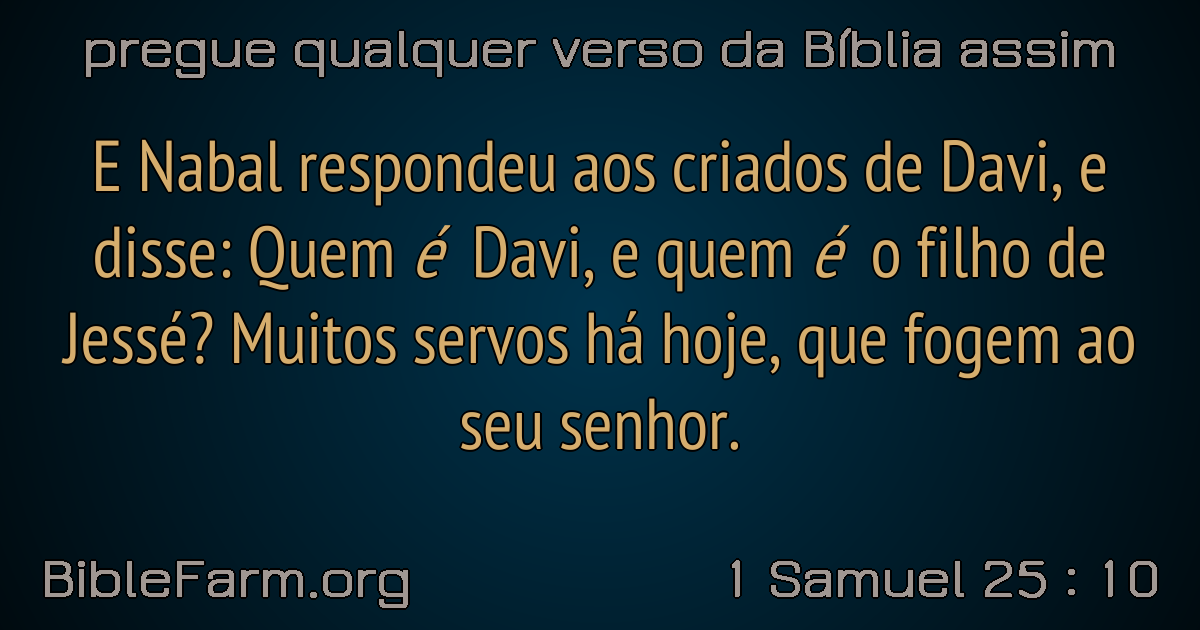 pregue qualquer verso da Bíblia assim
E Nabal respondeu aos criados de Davi, e
disse: Quem é Davi, e quem é o filho de
Jessé? Muitos servos há hoje, que fogem ao
seu senhor.
BibleFarm.org
1 Samuel 25 : 10